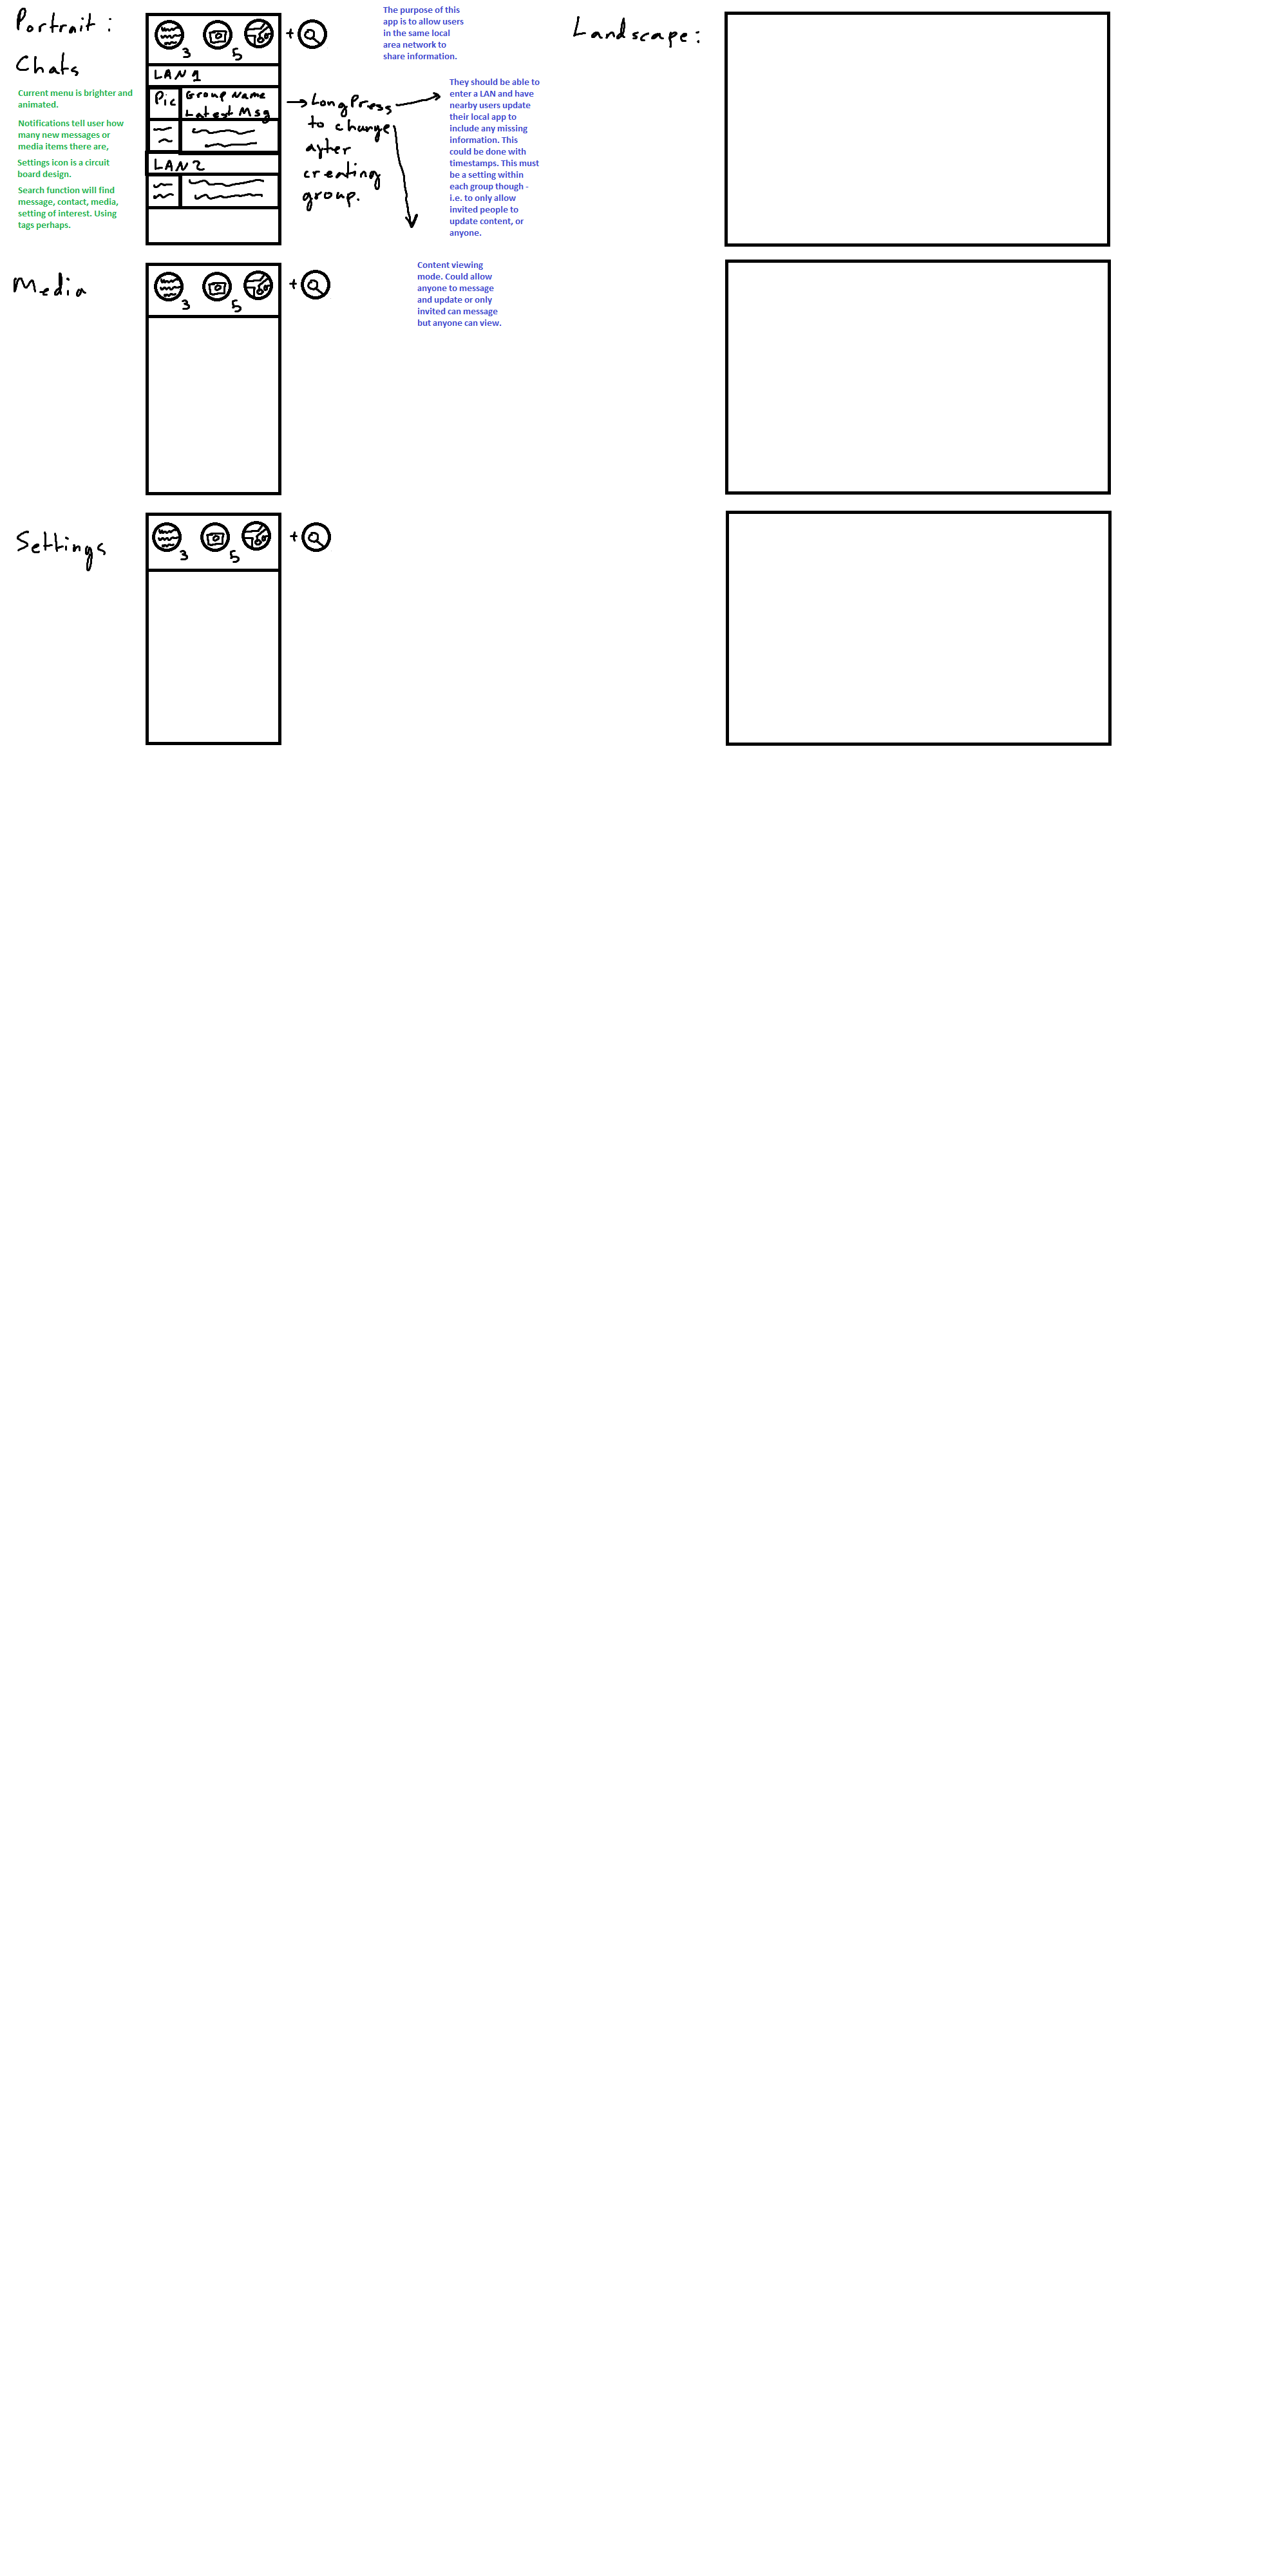 Portrait:
Chats
Current menu is brighter and
animated.
Notifications tell user how
many new messages or
media items there are,
Settings icon is a circuit
board design.
Search function will find
message, contact, media,
setting of interest. Using
tags perhaps.
3 5
+
LAN 1
Pic
Group Name
Latest Msg
LAN 2
Long Press
to change
ayter
creating
group.
The purpose of this
app is to allow users
in the same local
area network to
share information.
They should be able to
enter a LAN and have
nearby users update
their local app to
include any missing
information. This
could be done with
timestamps. This must
be a setting within
each group though -
i.e. to only allow
invited people to
update content, or
anyone.
Landscape:
Media
3 5
+
Content viewing
mode. Could allow
anyone to message
and update or only
invited can message
but anyone can view.
Settings
3 5
+